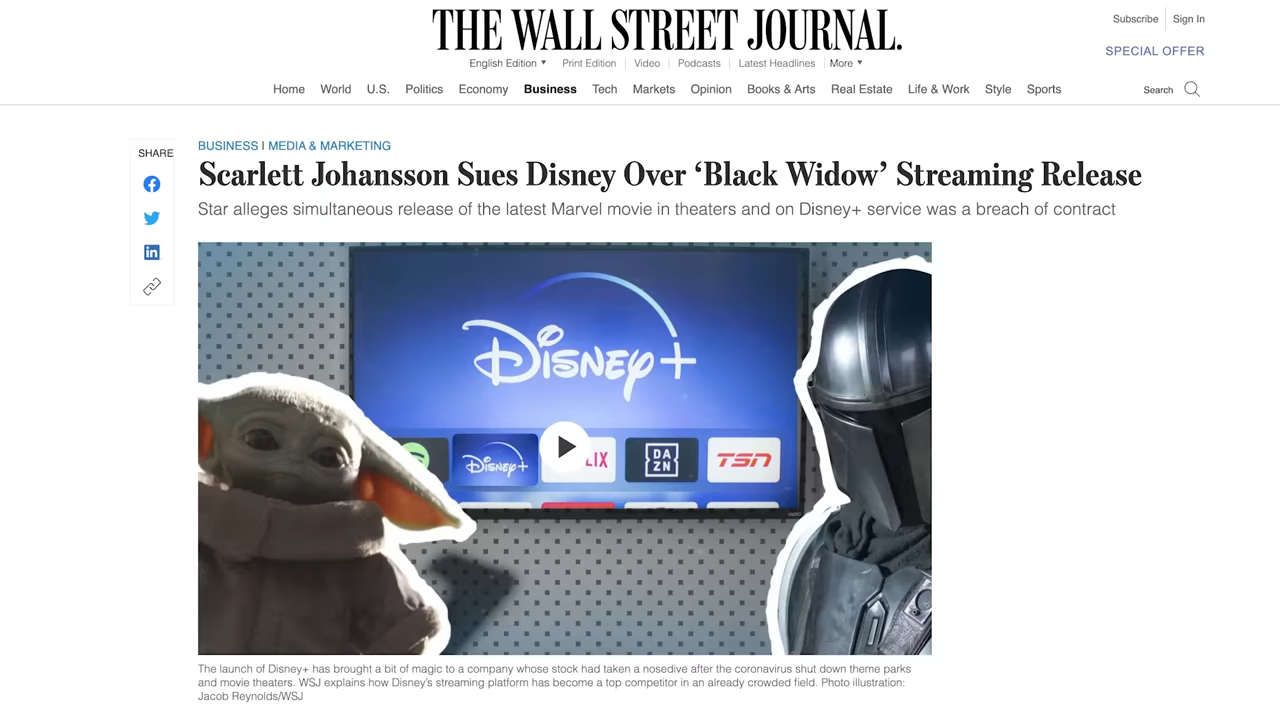 THE WALL STREET JOURNAL.
Subscribe Sign In
SPECIAL OFFER
English Edition Print Edition Video Podcasts Latest Headlines More
Home World U.S. Politics Economy Business Tech Markets Opinion Books & Arts Real Estate Life & Work Style Sports Search
SHARE
BUSINESS | MEDIA & MARKETING
Scarlett Johansson Sues Disney Over ‘Black Widow’ Streaming Release
Star alleges simultaneous release of the latest Marvel movie in theaters and on Disney+ service was a breach of contract
Disney+
Disney+ LIX DAZN TSN
The launch of Disney+ has brought a bit of magic to a company whose stock had taken a nosedive after the coronavirus shut down theme parks
and movie theaters. WSJ explains how Disney’s streaming platform has become a top competitor in an already crowded field. Photo illustration:
Jacob Reynolds/WSJ